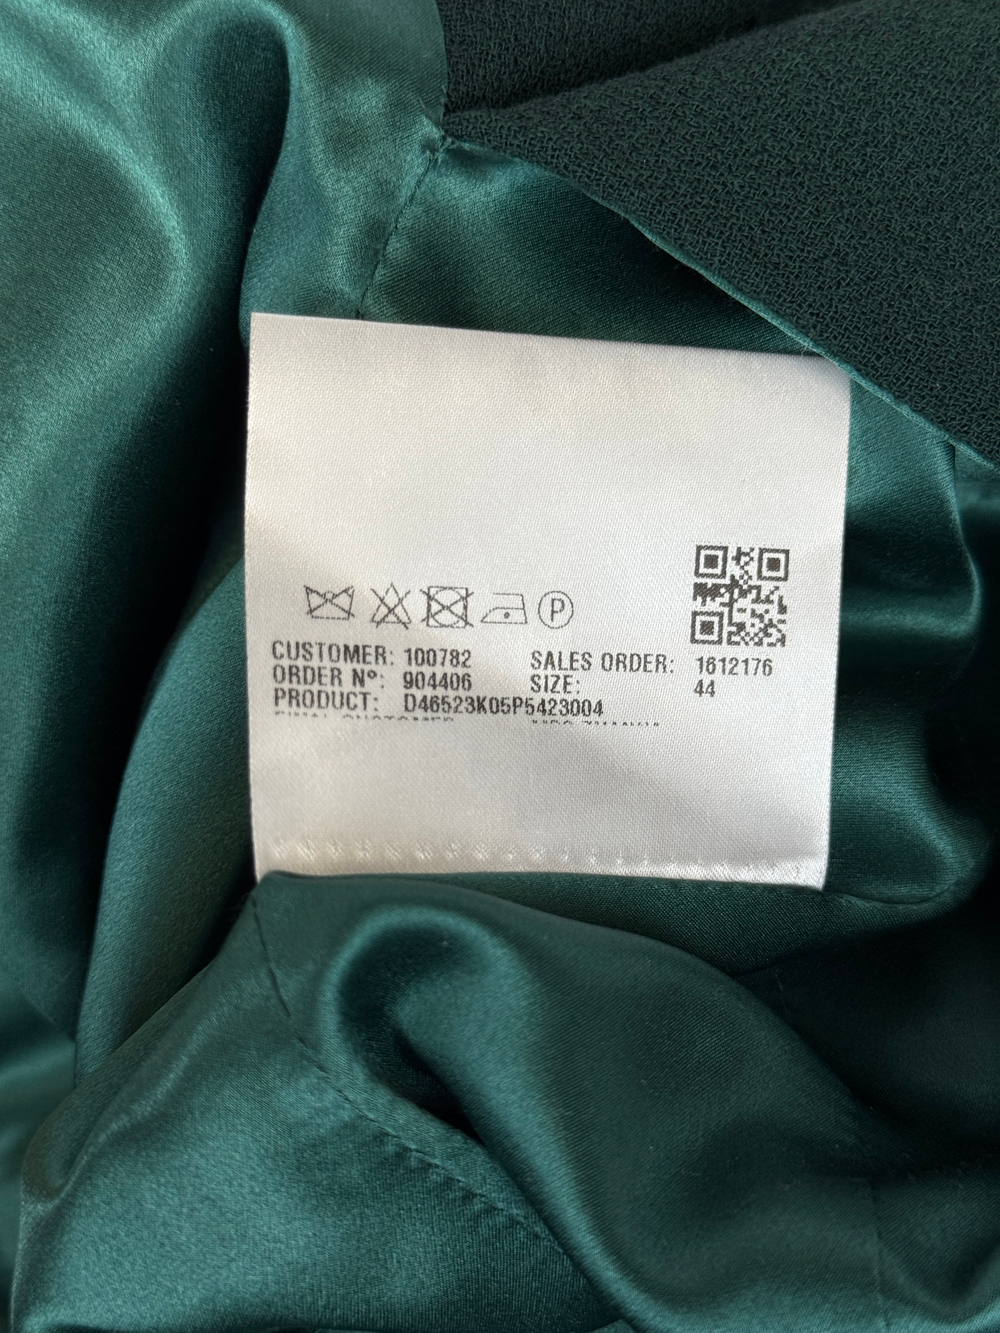 P
CUSTOMER: 100782 SALES ORDER: 1612176
ORDER Nº: 904406 SIZE: 44
PRODUCT: D46523K05P5423004